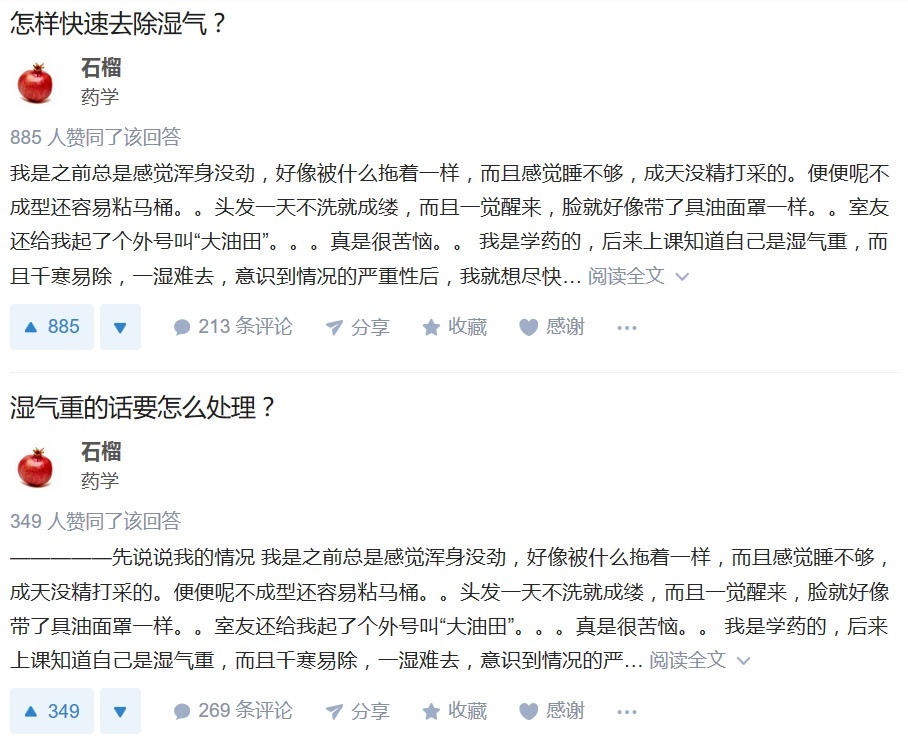 怎样快速去除湿气？
石榴
药学
885 人赞同了该回答
我是之前总是感觉浑身没劲，好像被什么拖着一样，而且感觉睡不够，成天没精打采的。便便呢不
成型还容易粘马桶。。头发一天不洗就成缕，而且一觉醒来，脸就好像带了具油面罩一样。。室友
还给我起了个外号叫“大油田”。。。真是很苦恼。。 我是学药的，后来上课知道自己是湿气重，而
且千寒易除，一湿难去，意识到情况的严重性后，我就想尽快... 阅读全文
885 213 条评论 分享 收藏 感谢 ···
湿气重的话要怎么处理？
石榴
药学
349 人赞同了该回答
——————先说说我的情况 我是之前总是感觉浑身没劲，好像被什么拖着一样，而且感觉睡不够，
成天没精打采的。便便呢不成型还容易粘马桶。。头发一天不洗就成缕，而且一觉醒来，脸就好像
带了具油面罩一样。。室友还给我起了个外号叫“大油田”。。。真是很苦恼。。 我是学药的，后来
上课知道自己是湿气重，而且千寒易除，一湿难去，意识到情况的严... 阅读全文
349 269 条评论 分享 收藏 感谢 ···